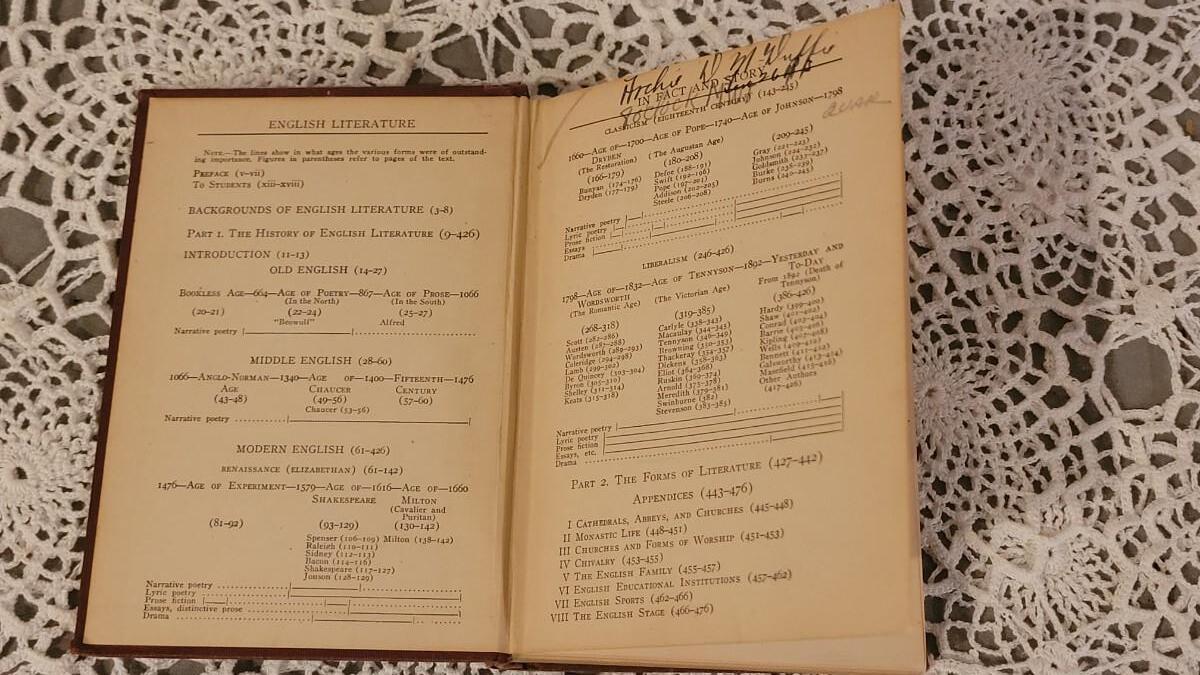 ENGLISH LITERATURE
NOTE.—The lines show in what ages the various forms were of outstand-
ing importance. Figures in parentheses refer to pages of the text.
PREFACE (v-vii)
TO STUDENTS (xiii-xviii)
BACKGROUNDS OF ENGLISH LITERATURE (3-8)
PART 1. THE HISTORY OF ENGLISH LITERATURE (9-426)
INTRODUCTION (11-13)
OLD ENGLISH (14-27)
BOOKLESS AGE—664—AGE OF POETRY—867—AGE OF PROSE—1066
(In the North) (In the South)
(20-21) (22-24) (25-27)
"Beowulf" Alfred
Narrative poetry
MIDDLE ENGLISH (28-60)
1066—ANGLO-NORMAN—1340—AGE OF—1400—FIFTEENTH—1476
AGE CHAUCER CENTURY
(43-48) (49-56) (57-60)
Chaucer (53-56)
Narrative poetry
MODERN ENGLISH (61-426)
RENAISSANCE (ELIZABETHAN) (61-142)
1476—AGE OF EXPERIMENT—1579—AGE OF—1616—AGE OF—1660
SHAKESPEARE MILTON
(Cavalier and
Puritan)
(81-92) (93-129) (130-142)
Spenser (106-109) Milton (138-142)
Raleigh (110-111)
Sidney (112-113)
Bacon (114-116)
Shakespeare (117-127)
Jonson (128-129)
Narrative poetry
Lyric poetry
Prose fiction
Essays, distinctive prose
Drama
Archie D. McDuffie
IN FACT AND STORY
CLASSICISM (EIGHTEENTH CENTURY) (143-245)
1660—AGE OF—1700—AGE OF POPE—1740—AGE OF JOHNSON—1798
DRYDEN (The Augustan Age) (209-245)
(The Restoration) (180-208)
(166-179)
Bunyan (174-176) Defoe (188-191) Gray (221-223)
Dryden (177-179) Swift (192-196) Johnson (224-232)
Pope (197-201) Goldsmith (233-237)
Addison (202-205) Burke (238-239)
Steele (206-208) Burns (240-245)
Narrative poetry
Lyric poetry
Prose fiction
Essays
Drama
LIBERALISM (246-426)
1798—AGE OF—1832—AGE OF TENNYSON—1892—YESTERDAY AND
WORDSWORTH TO-DAY
(The Romantic Age) (The Victorian Age) From 1892 (Death of
Tennyson)
(268-318) (319-385) (386-426)
Scott (282-286) Carlyle (338-343) Hardy (399-400)
Austen (287-288) Macaulay (344-345) Shaw (401-402)
Wordsworth (289-293) Tennyson (346-349) Conrad (403-404)
Coleridge (294-298) Browning (350-353) Barrie (405-406)
Lamb (299-302) Thackeray (354-357) Kipling (407-408)
De Quincey (303-304) Dickens (358-363) Wells (409-410)
Byron (305-310) Eliot (364-368) Bennett (411-412)
Shelley (311-314) Ruskin (369-374) Galsworthy (413-414)
Keats (315-318) Arnold (375-378) Masefield (415-416)
Meredith (379-381) Other Authors
Swinburne (382) (417-426)
Stevenson (383-385)
Narrative poetry
Lyric poetry
Prose fiction
Essays, etc.
Drama
PART 2. THE FORMS OF LITERATURE (427-442)
APPENDICES (443-476)
I CATHEDRALS, ABBEYS, AND CHURCHES (445-448)
II MONASTIC LIFE (448-451)
III CHURCHES AND FORMS OF WORSHIP (451-453)
IV CHIVALRY (453-455)
V THE ENGLISH FAMILY (455-457)
VI ENGLISH EDUCATIONAL INSTITUTIONS (457-462)
VII ENGLISH SPORTS (462-466)
VIII THE ENGLISH STAGE (466-476)